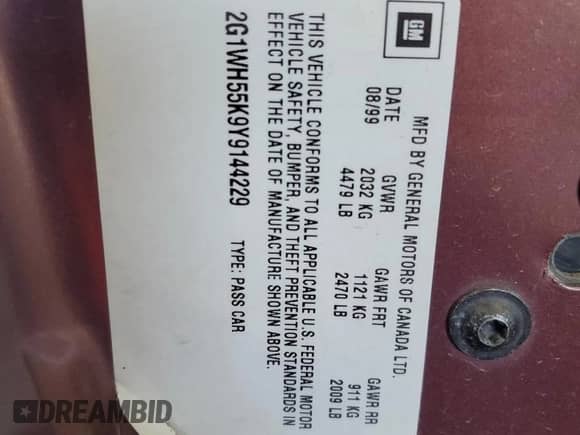 GM
MFD BY GENERAL MOTORS OF CANADA LTD.
DATE GVWR GAWR FRT GAWR RR
08/99 2032 KG 1121 KG 911 KG
4479 LB 2470 LB 2009 LB
THIS VEHICLE CONFORMS TO ALL APPLICABLE U.S. FEDERAL MOTOR
VEHICLE SAFETY, BUMPER, AND THEFT PREVENTION STANDARDS IN
EFFECT ON THE DATE OF MANUFACTURE SHOWN ABOVE.
2G1WH55K9Y9144229 TYPE: PASS CAR
DREAMBID